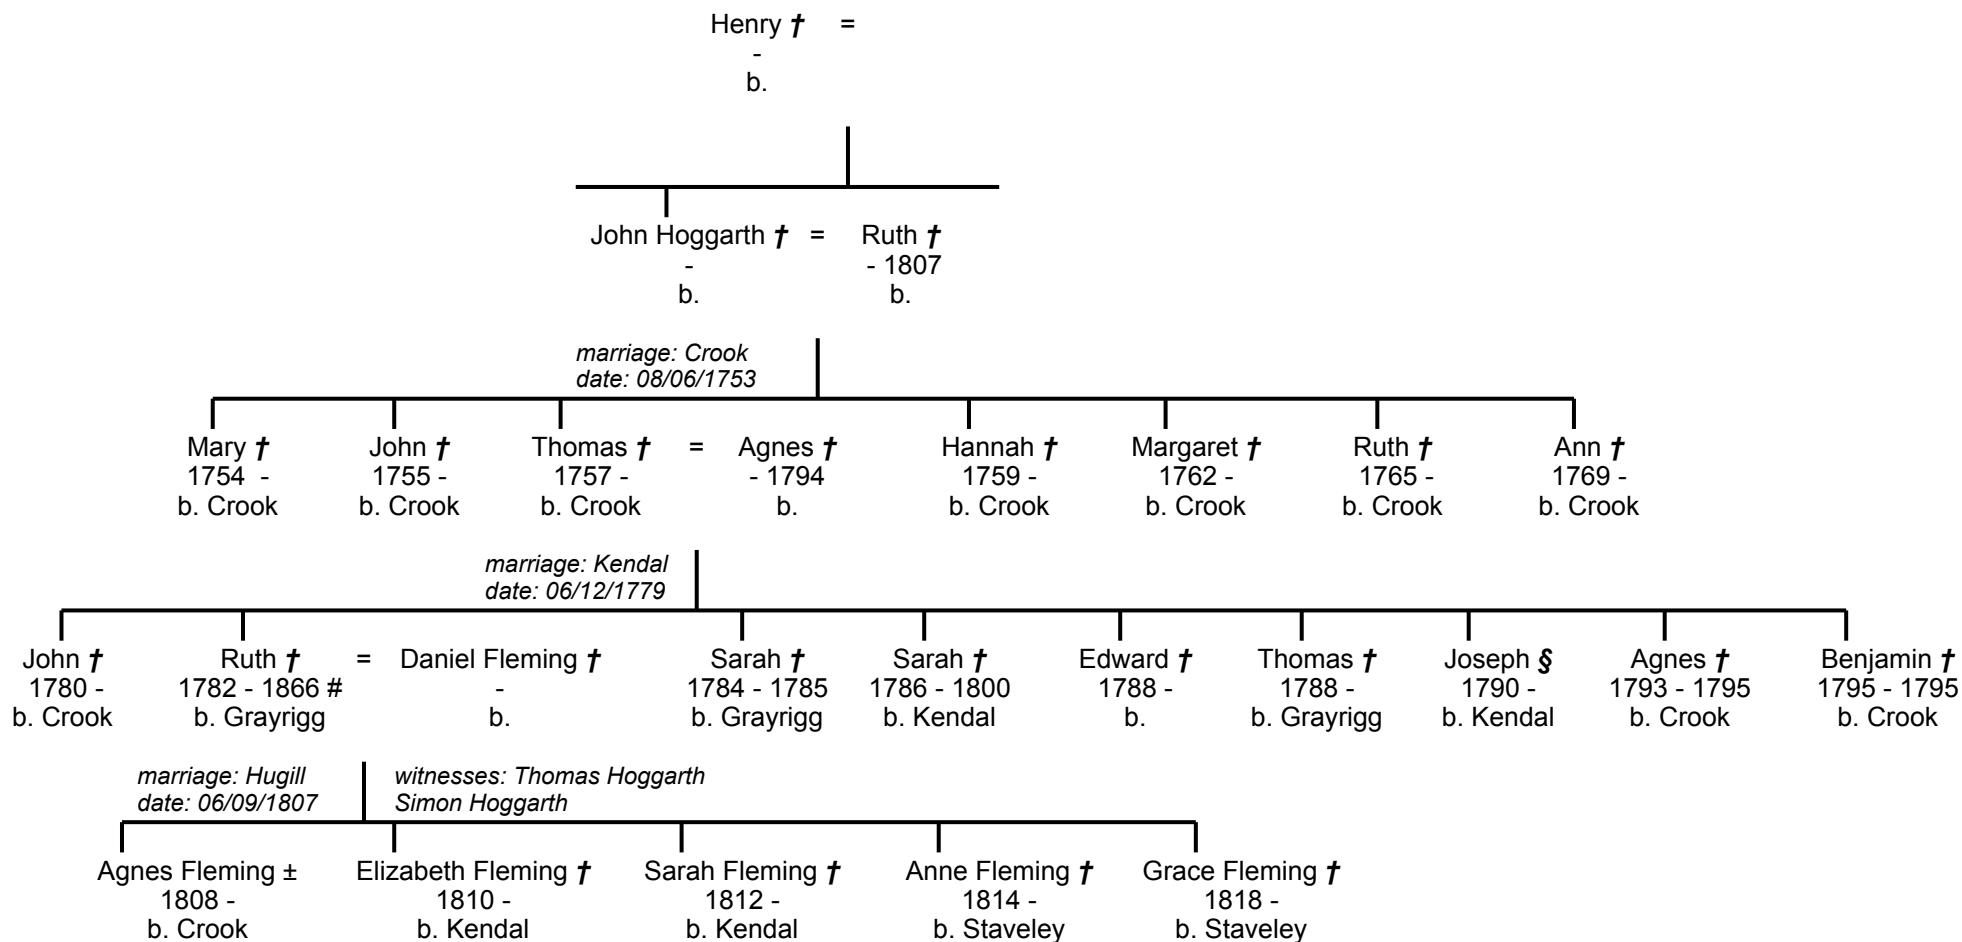 Henry † =
-
b.
John Hoggarth † = Ruth †
- - 1807
b. b.
marriage: Crook
date: 08/06/1753
Mary † John † Thomas † = Agnes † Hannah † Margaret † Ruth † Ann †
1754 - 1755 - 1757 - - 1794 1759 - 1762 - 1765 - 1769 -
b. Crook b. Crook b. Crook b. b. Crook b. Crook b. Crook b. Crook
marriage: Kendal
date: 06/12/1779
John † Ruth † = Daniel Fleming † Sarah † Sarah † Edward † Thomas † Joseph § Agnes † Benjamin †
1780 - 1782 - 1866 # - 1784 - 1785 1786 - 1800 1788 - 1788 - 1790 - 1793 - 1795 1795 - 1795
b. Crook b. Grayrigg b. b. Grayrigg b. Kendal b. b. Grayrigg b. Kendal b. Crook b. Crook
marriage: Hugill witnesses: Thomas Hoggarth
date: 06/09/1807 Simon Hoggarth
Agnes Fleming ± Elizabeth Fleming † Sarah Fleming † Anne Fleming † Grace Fleming †
1808 - 1810 - 1812 - 1814 - 1818 -
b. Crook b. Kendal b. Kendal b. Staveley b. Staveley